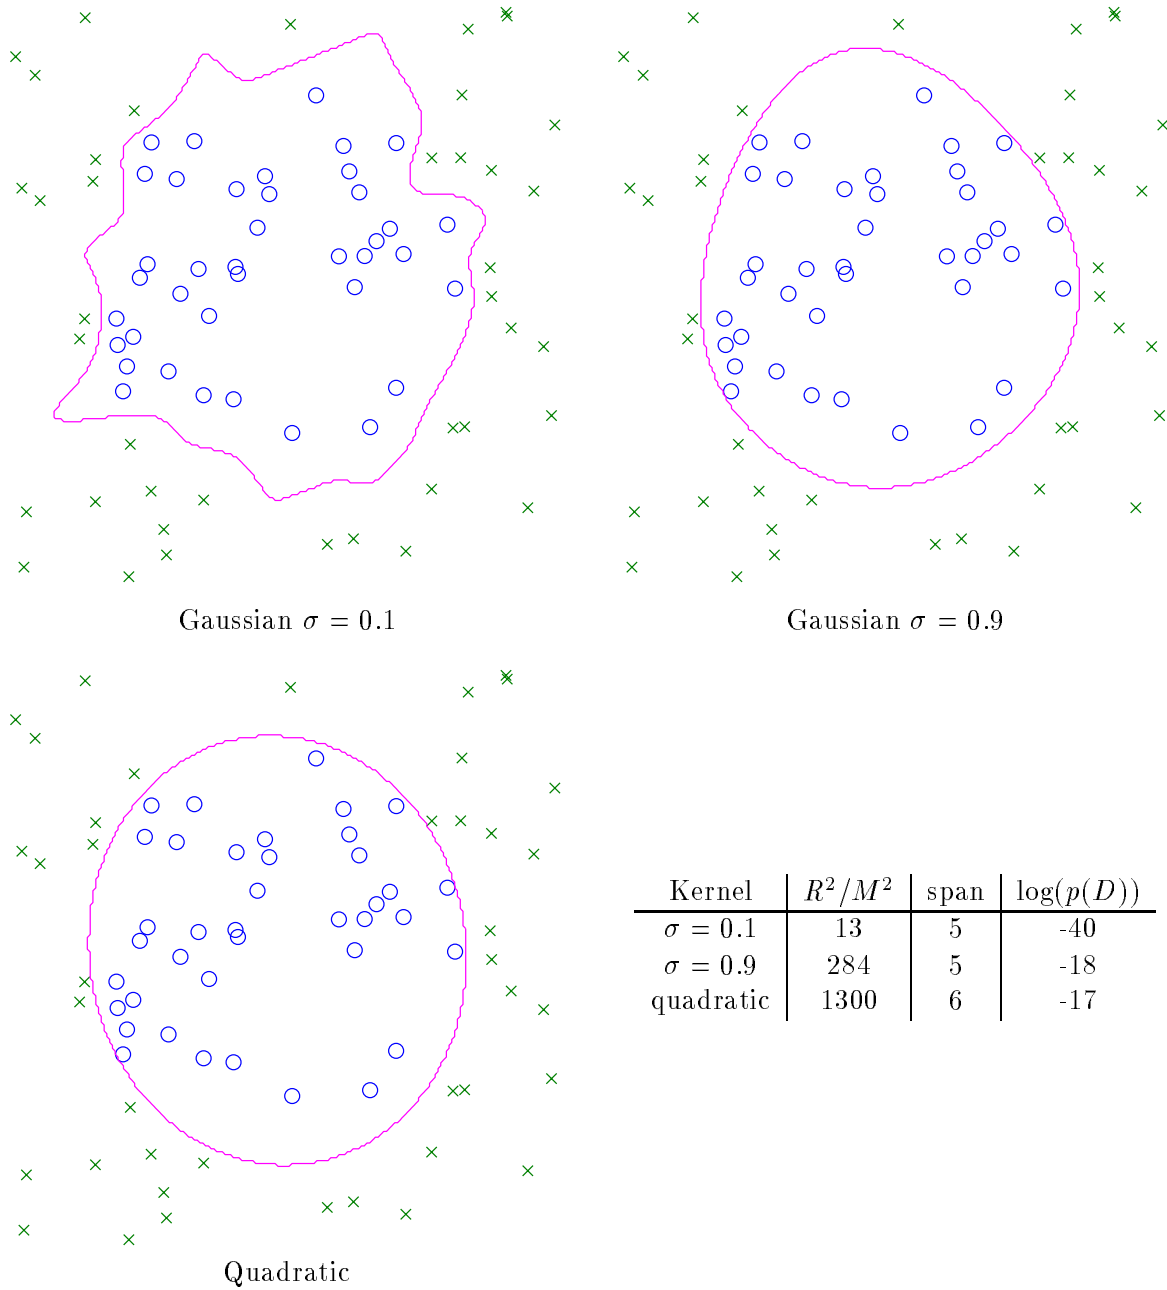 Gaussian σ = 0.1
Gaussian σ = 0.9
Kernel R²/M² span log(p(D))
σ = 0.1 13 5 -40
σ = 0.9 284 5 -18
quadratic 1300 6 -17
Quadratic